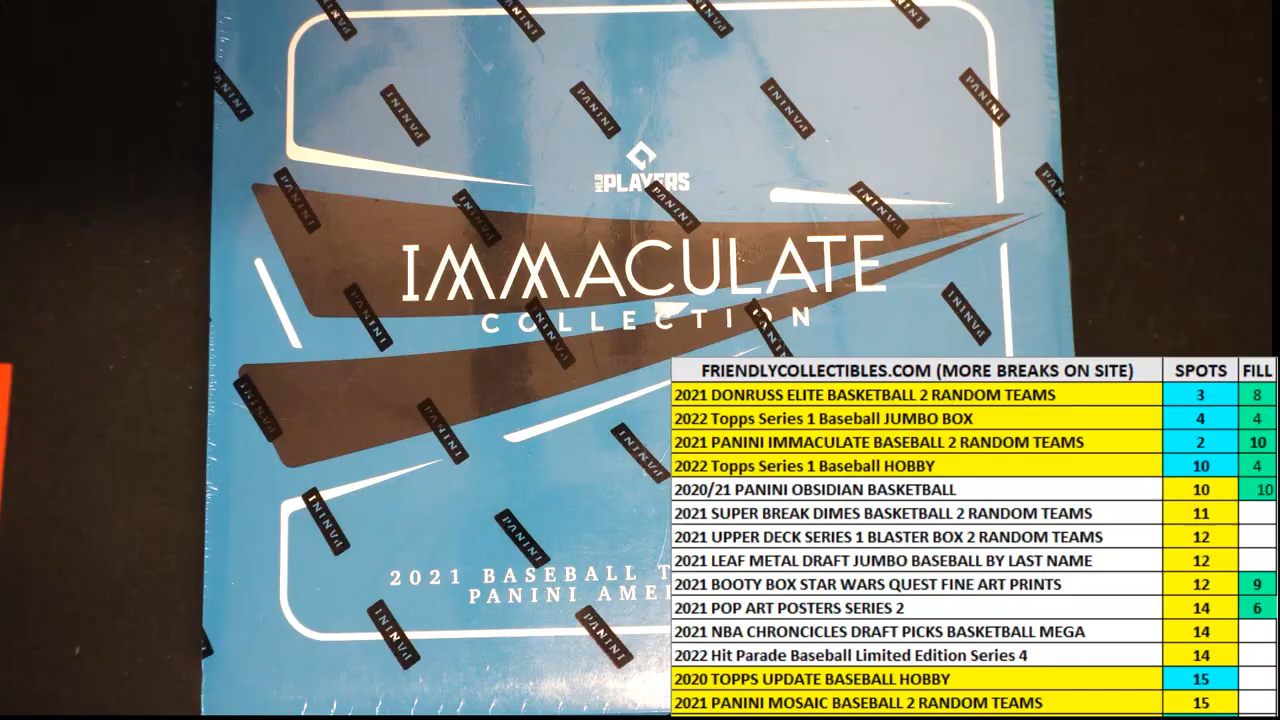 MLB PLAYERS
IMMACULATE
COLLECTION
2021 BASEBALL T
PANINI AME
PANINI
FRIENDLYCOLLECTIBLES.COM (MORE BREAKS ON SITE) SPOTS FILL
2021 DONRUSS ELITE BASKETBALL 2 RANDOM TEAMS 3 8
2022 Topps Series 1 Baseball JUMBO BOX 4 4
2021 PANINI IMMACULATE BASEBALL 2 RANDOM TEAMS 2 10
2022 Topps Series 1 Baseball HOBBY 10 4
2020/21 PANINI OBSIDIAN BASKETBALL 10 10
2021 SUPER BREAK DIMES BASKETBALL 2 RANDOM TEAMS 11
2021 UPPER DECK SERIES 1 BLASTER BOX 2 RANDOM TEAMS 12
2021 LEAF METAL DRAFT JUMBO BASEBALL BY LAST NAME 12
2021 BOOTY BOX STAR WARS QUEST FINE ART PRINTS 12 9
2021 POP ART POSTERS SERIES 2 14 6
2021 NBA CHRONCICLES DRAFT PICKS BASKETBALL MEGA 14
2022 Hit Parade Baseball Limited Edition Series 4 14
2020 TOPPS UPDATE BASEBALL HOBBY 15
2021 PANINI MOSAIC BASEBALL 2 RANDOM TEAMS 15